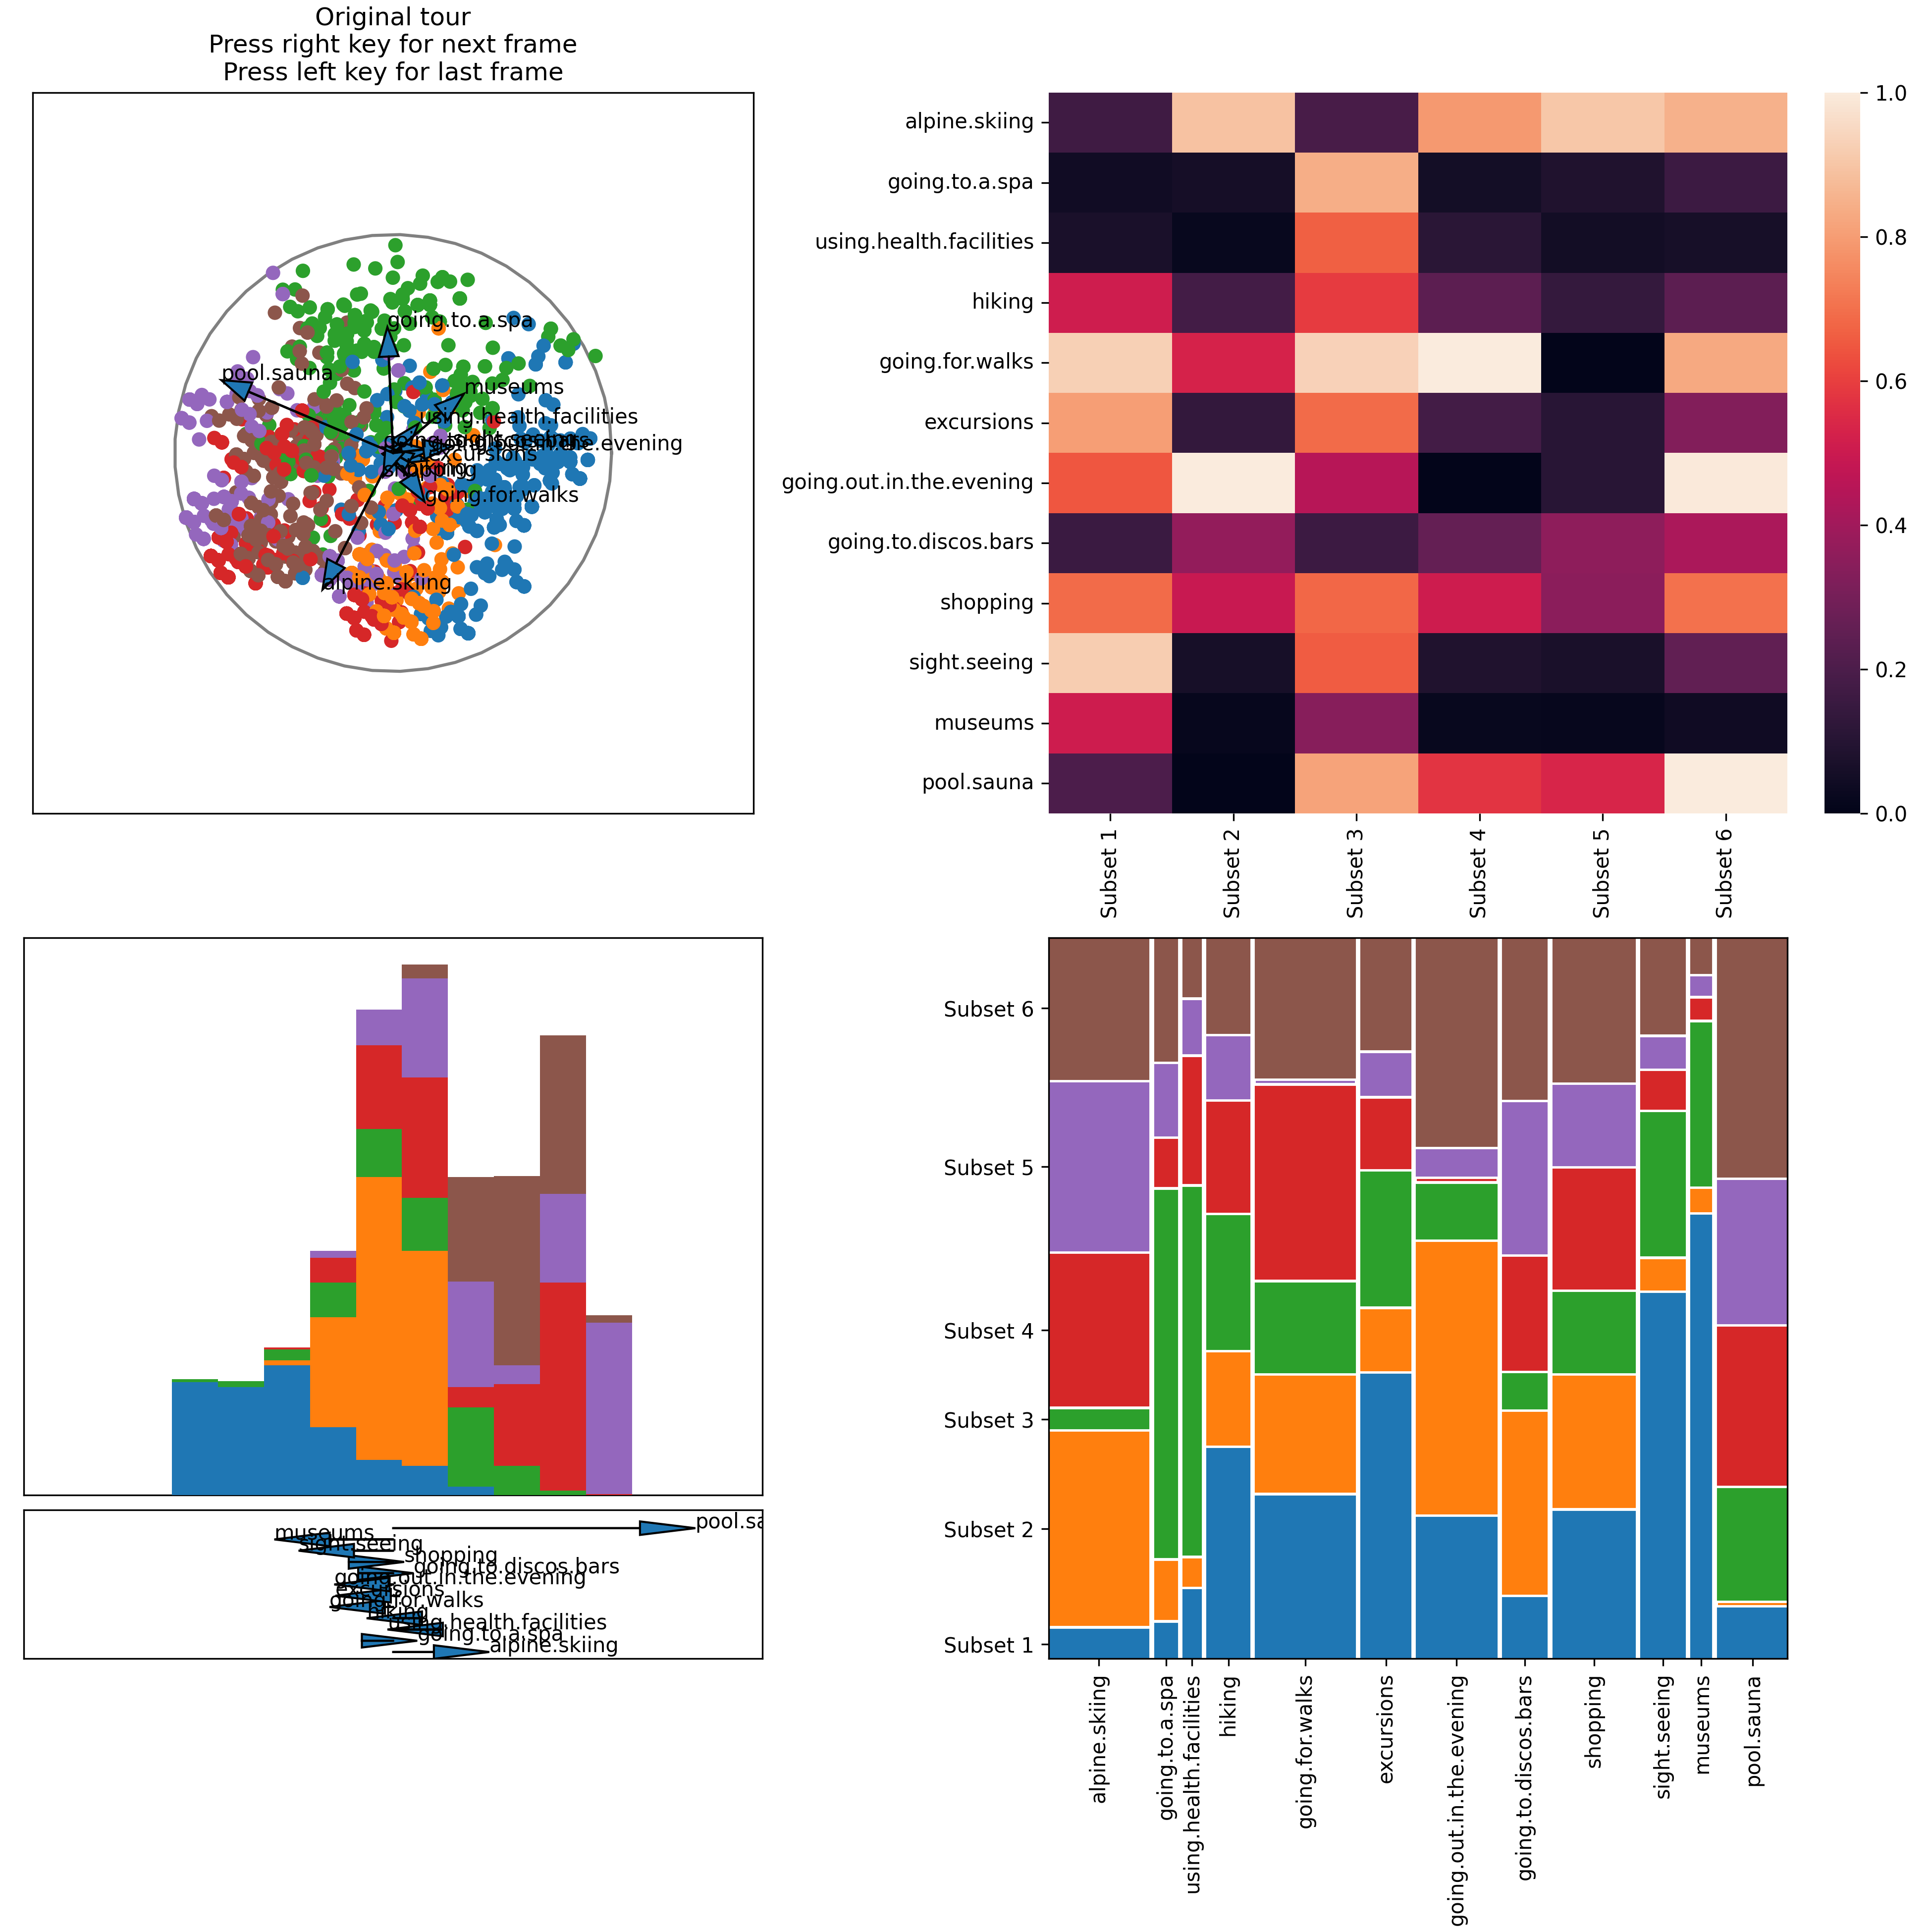 Original tour
Press right key for next frame
Press left key for last frame
going.to.a.spa
pool.sauna
museums
using.health.facilities
excursions
shopping
going.for.walks
alpine.skiing
alpine.skiing
going.to.a.spa
using.health.facilities
hiking
going.for.walks
excursions
going.out.in.the.evening
going.to.discos.bars
shopping
sight.seeing
museums
pool.sauna
Subset 1
Subset 2
Subset 3
Subset 4
Subset 5
Subset 6
1.0
0.8
0.6
0.4
0.2
0.0
pool.sa
museums
sight.seeing
shopping
going.to.discos.bars
going.out.in.the.evening
excursions
going.for.walks
hiking
using.health.facilities
going.to.a.spa
alpine.skiing
Subset 6
Subset 5
Subset 4
Subset 3
Subset 2
Subset 1
alpine.skiing
going.to.a.spa
using.health.facilities
hiking
going.for.walks
excursions
going.out.in.the.evening
going.to.discos.bars
shopping
sight.seeing
museums
pool.sauna